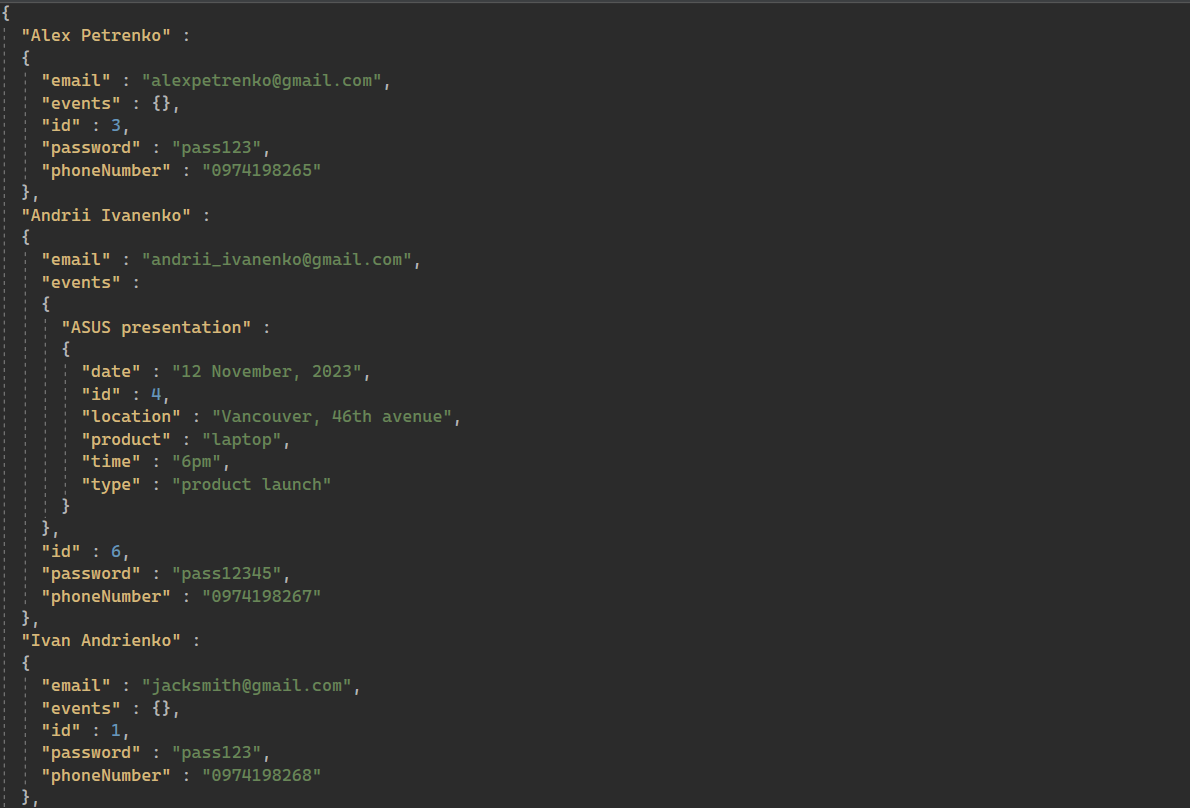 {
  "Alex Petrenko" :
  {
    "email" : "alexpetrenko@gmail.com",
    "events" : {},
    "id" : 3,
    "password" : "pass123",
    "phoneNumber" : "0974198265"
  },
  "Andrii Ivanenko" :
  {
    "email" : "andrii_ivanenko@gmail.com",
    "events" :
    {
      "ASUS presentation" :
      {
        "date" : "12 November, 2023",
        "id" : 4,
        "location" : "Vancouver, 46th avenue",
        "product" : "laptop",
        "time" : "6pm",
        "type" : "product launch"
      }
    },
    "id" : 6,
    "password" : "pass12345",
    "phoneNumber" : "0974198267"
  },
  "Ivan Andrienko" :
  {
    "email" : "jacksmith@gmail.com",
    "events" : {},
    "id" : 1,
    "password" : "pass123",
    "phoneNumber" : "0974198268"
  },